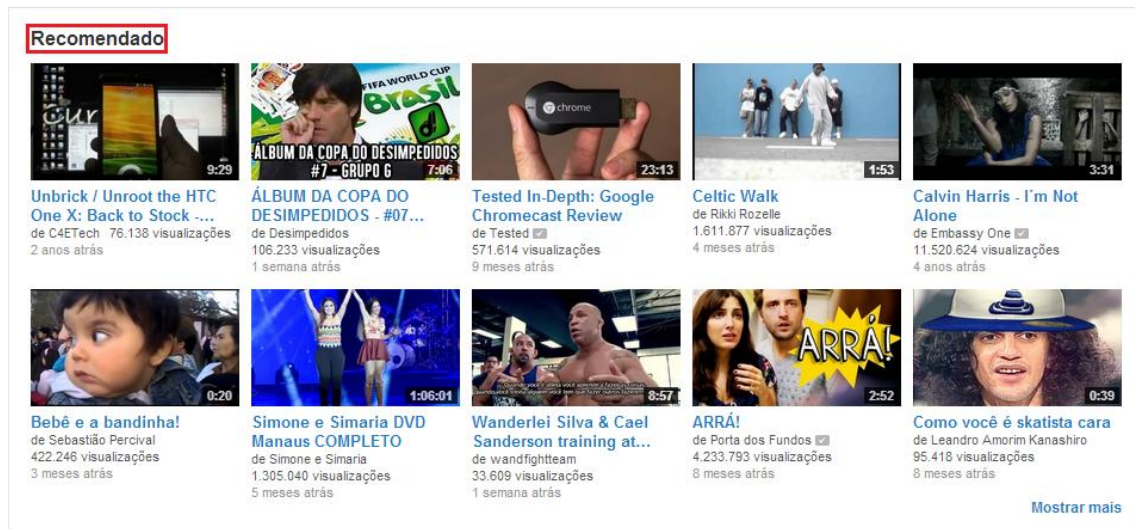 Recomendado
9:29
Unbrick / Unroot the HTC
One X: Back to Stock -...
de C4ETech 76.138 visualizações
2 anos atrás
FIFA WORLD CUP
Brasil
ÁLBUM DA COPA DO DESIMPEDIDOS
#7 - GRUPO G
7:06
ÁLBUM DA COPA DO
DESIMPEDIDOS - #07...
de Desimpedidos
106.233 visualizações
1 semana atrás
chrome
23:13
Tested In-Depth: Google
Chromecast Review
de Tested
571.614 visualizações
9 meses atrás
1:53
Celtic Walk
de Rikki Rozelle
1.611.877 visualizações
4 meses atrás
3:31
Calvin Harris - I´m Not
Alone
de Embassy One
11.520.624 visualizações
4 anos atrás
0:20
Bebê e a bandinha!
de Sebastião Percival
422.246 visualizações
3 meses atrás
1:06:01
Simone e Simaria DVD
Manaus COMPLETO
de Simone e Simaria
1.305.040 visualizações
5 meses atrás
8:57
Wanderlei Silva & Cael
Sanderson training at...
de wandfightteam
33.609 visualizações
1 semana atrás
ARRÁ!
2:52
ARRÁ!
de Porta dos Fundos
4.233.793 visualizações
8 meses atrás
0:39
Como você é skatista cara
de Leandro Amorim Kanashiro
95.418 visualizações
8 meses atrás
Mostrar mais